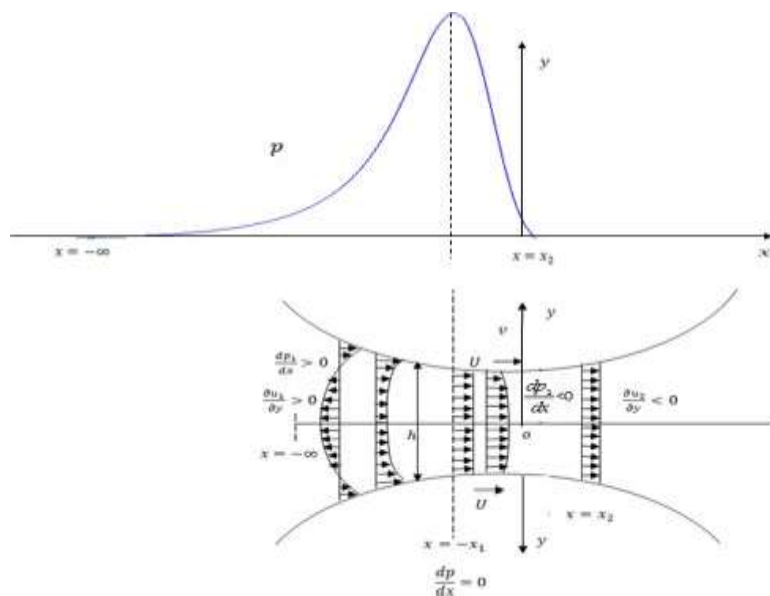 y
p
x = −∞
x = x₂
x
y
v
U
dp₁/dx > 0
dp₂/dx < 0
∂u₁/∂y > 0
∂u₂/∂y < 0
h
o
x = −∞
U
x = x₂
x = −x₁
y
dp/dx = 0